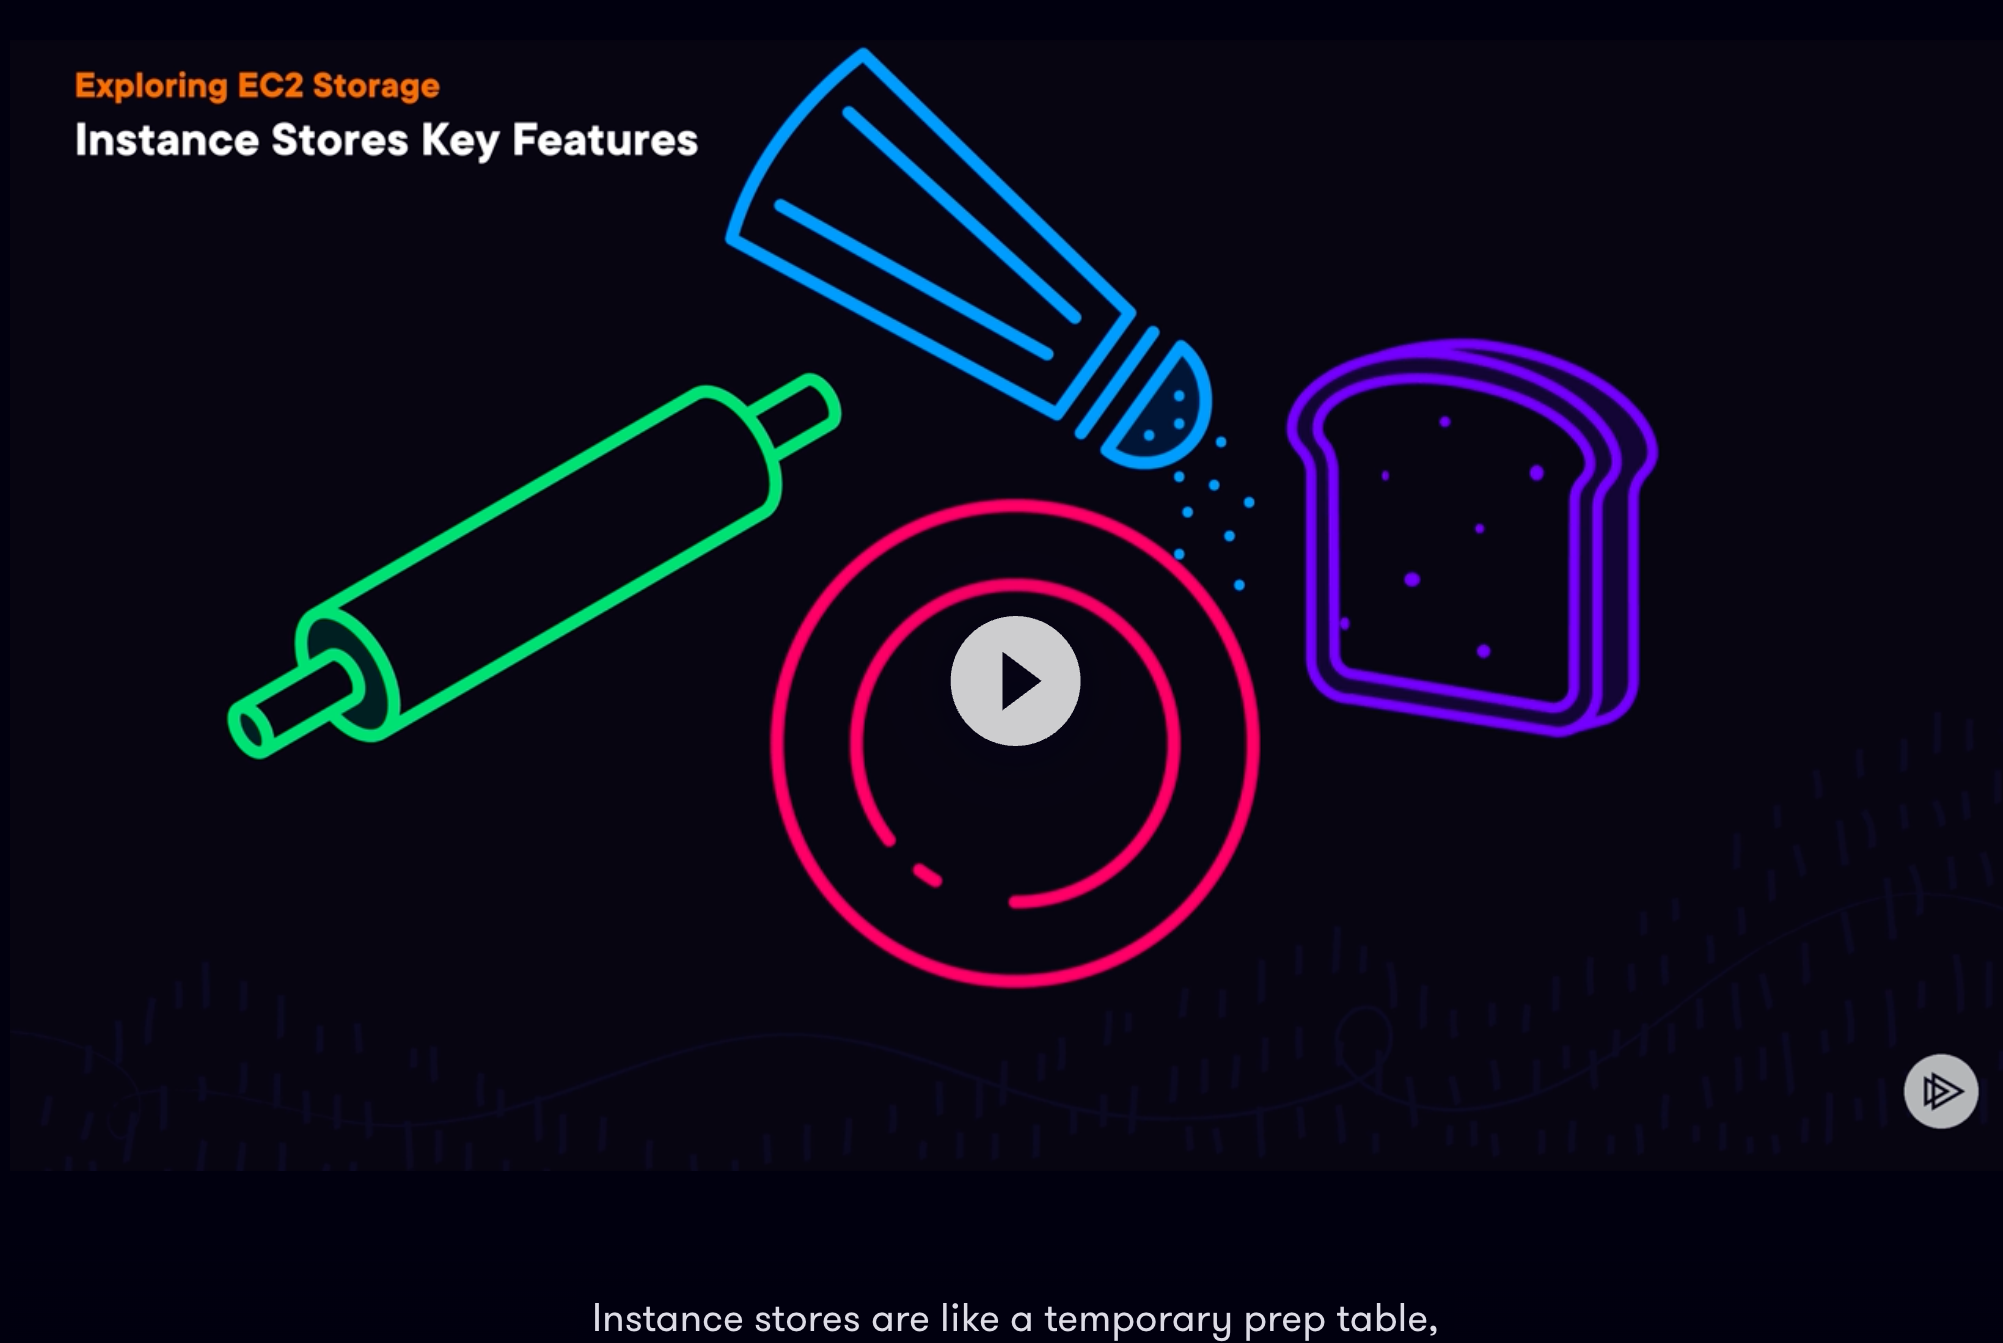 Exploring EC2 Storage
Instance Stores Key Features
Instance stores are like a temporary prep table,